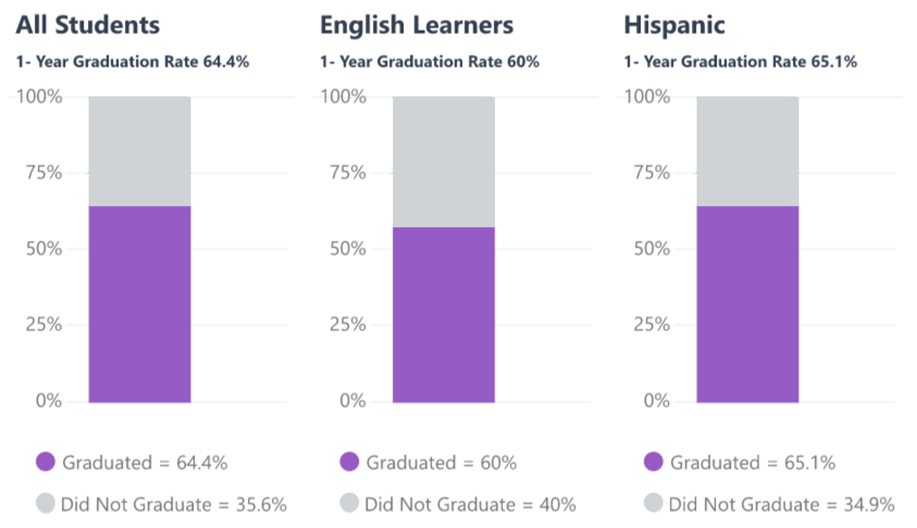 All Students
1- Year Graduation Rate 64.4%
100%
75%
50%
25%
0%
Graduated = 64.4%
Did Not Graduate = 35.6%
English Learners
1- Year Graduation Rate 60%
100%
75%
50%
25%
0%
Graduated = 60%
Did Not Graduate = 40%
Hispanic
1- Year Graduation Rate 65.1%
100%
75%
50%
25%
0%
Graduated = 65.1%
Did Not Graduate = 34.9%